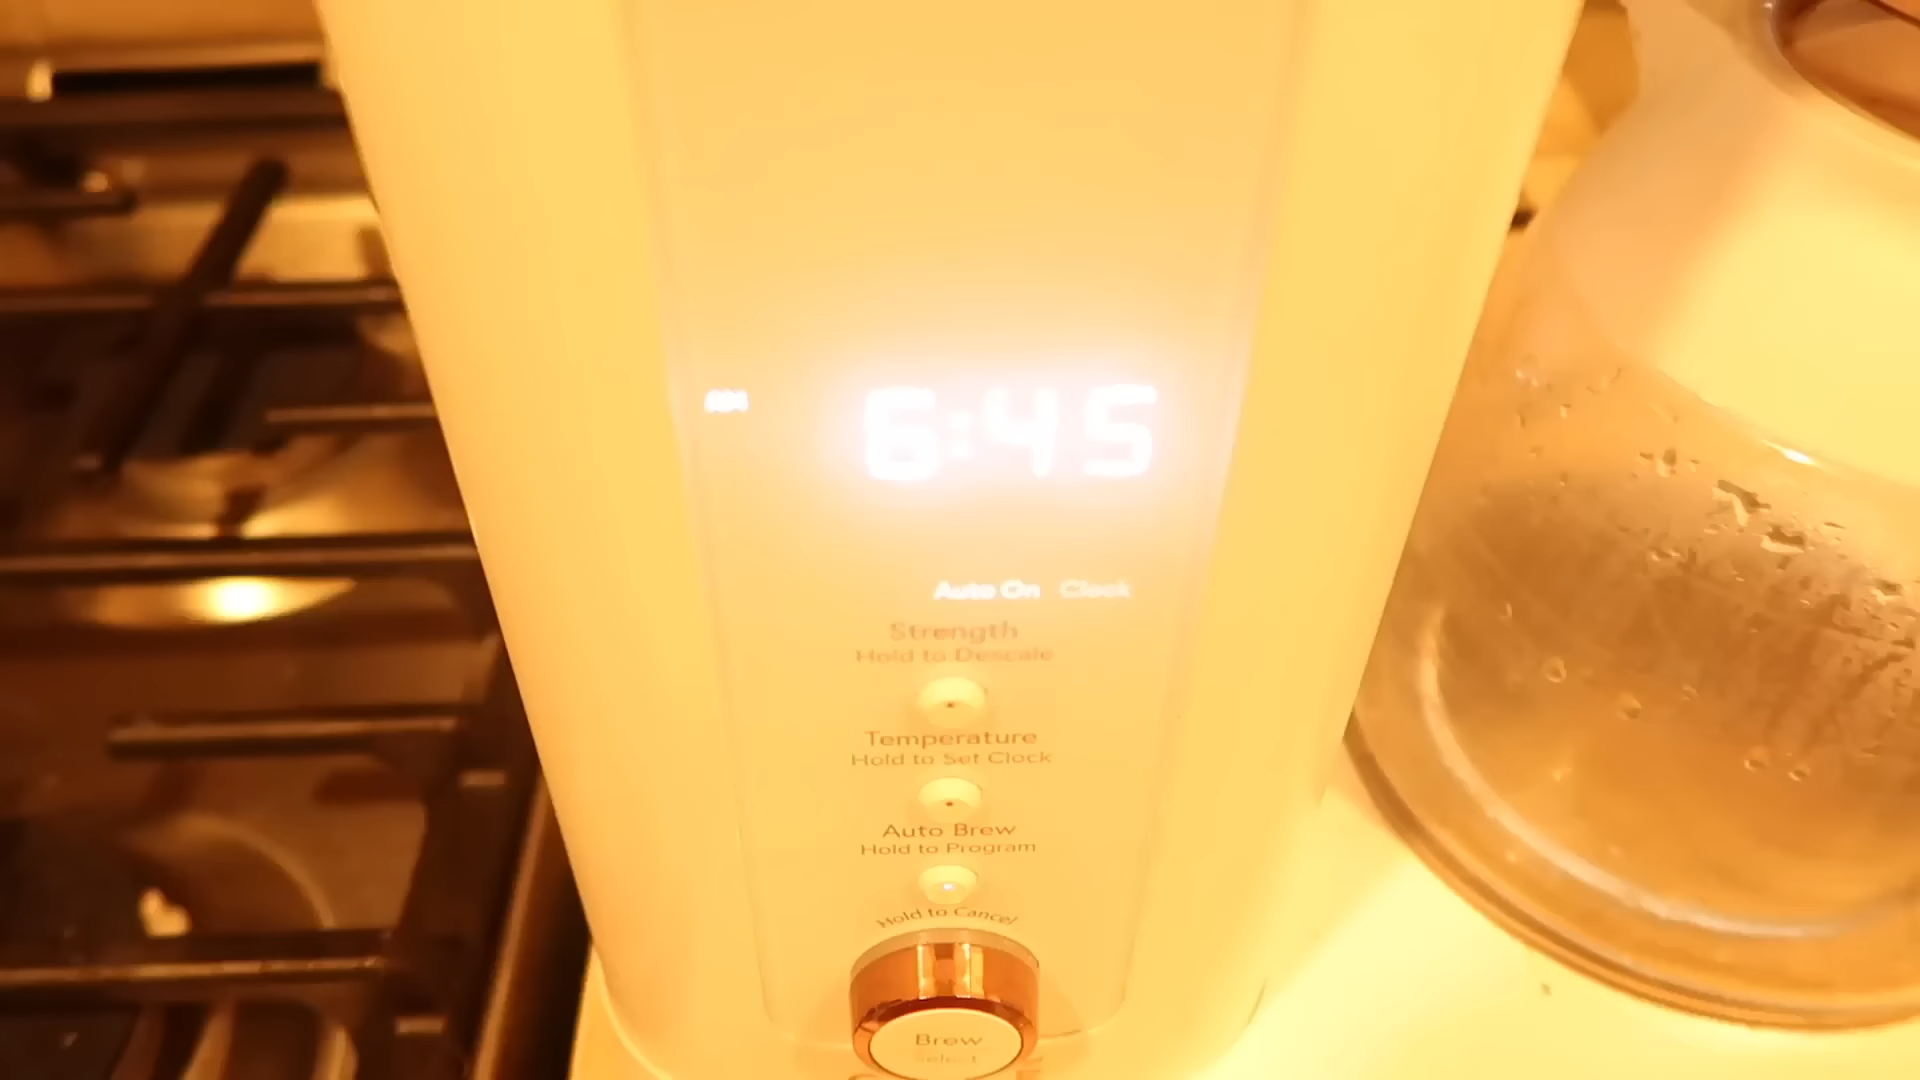 AM 6:45
Auto On Clock
Strength
Hold to Descale
Temperature
Hold to Set Clock
Auto Brew
Hold to Program
Hold to Cancel
Brew
Select